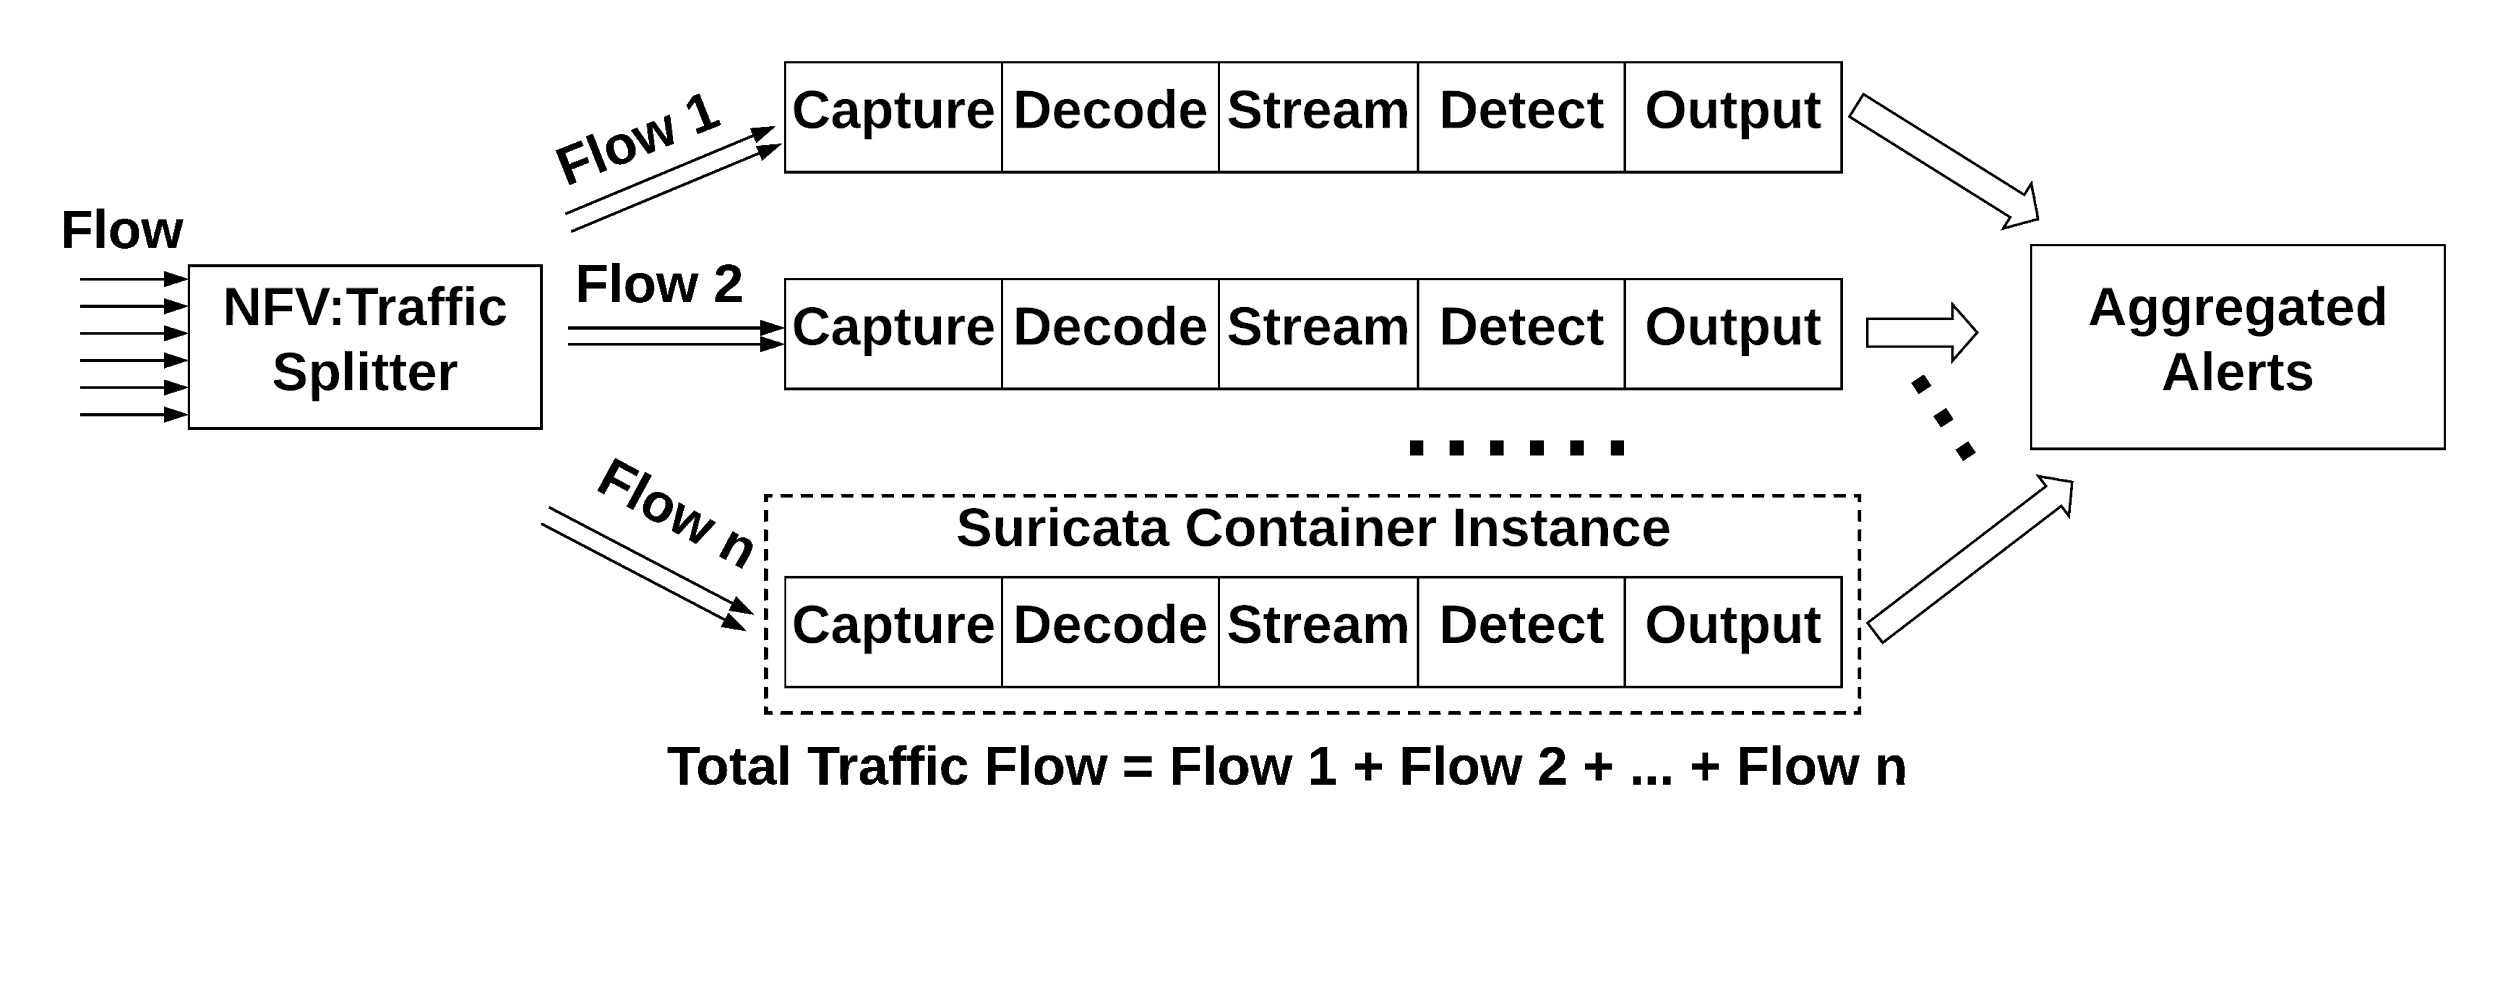 Flow
NFV:Traffic
Splitter
Flow 1
Capture Decode Stream Detect Output
Flow 2
Capture Decode Stream Detect Output
......
Flow n
Suricata Container Instance
Capture Decode Stream Detect Output
Aggregated
Alerts
Total Traffic Flow = Flow 1 + Flow 2 + ... + Flow n